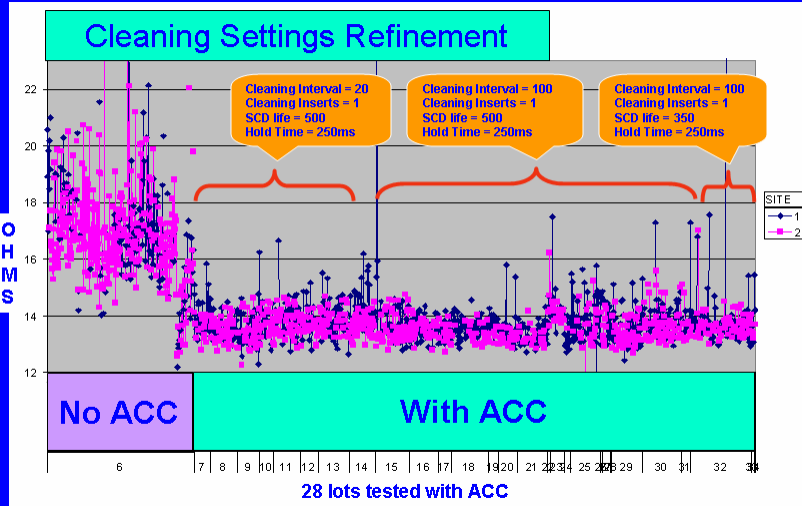 Cleaning Settings Refinement
Cleaning Interval = 20
Cleaning Inserts = 1
SCD life = 500
Hold Time = 250ms
Cleaning Interval = 100
Cleaning Inserts = 1
SCD life = 500
Hold Time = 250ms
Cleaning Interval = 100
Cleaning Inserts = 1
SCD life = 350
Hold Time = 250ms
22
20
18
16
14
12
OHMS
SITE
1
2
No ACC
With ACC
6 7 8 9 10 11 12 13 14 15 16 17 18 19 20 21 22 23 24 25 28 29 30 31 32
28 lots tested with ACC